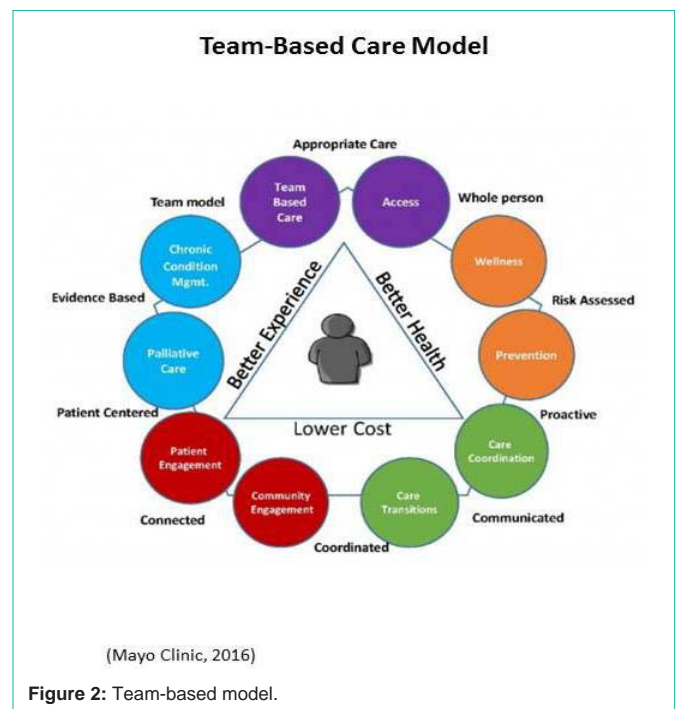 Team-Based Care Model
Appropriate Care
Team
Based
Care
Access
Team model
Whole person
Chronic
Condition
Mgmt.
Wellness
Evidence Based
Risk Assessed
Better Experience
Better Health
Palliative
Care
Prevention
Patient Centered
Proactive
Lower Cost
Patient
Engagement
Care
Coordination
Community
Engagement
Care
Transitions
Connected
Communicated
Coordinated
(Mayo Clinic, 2016)
Figure 2: Team-based model.